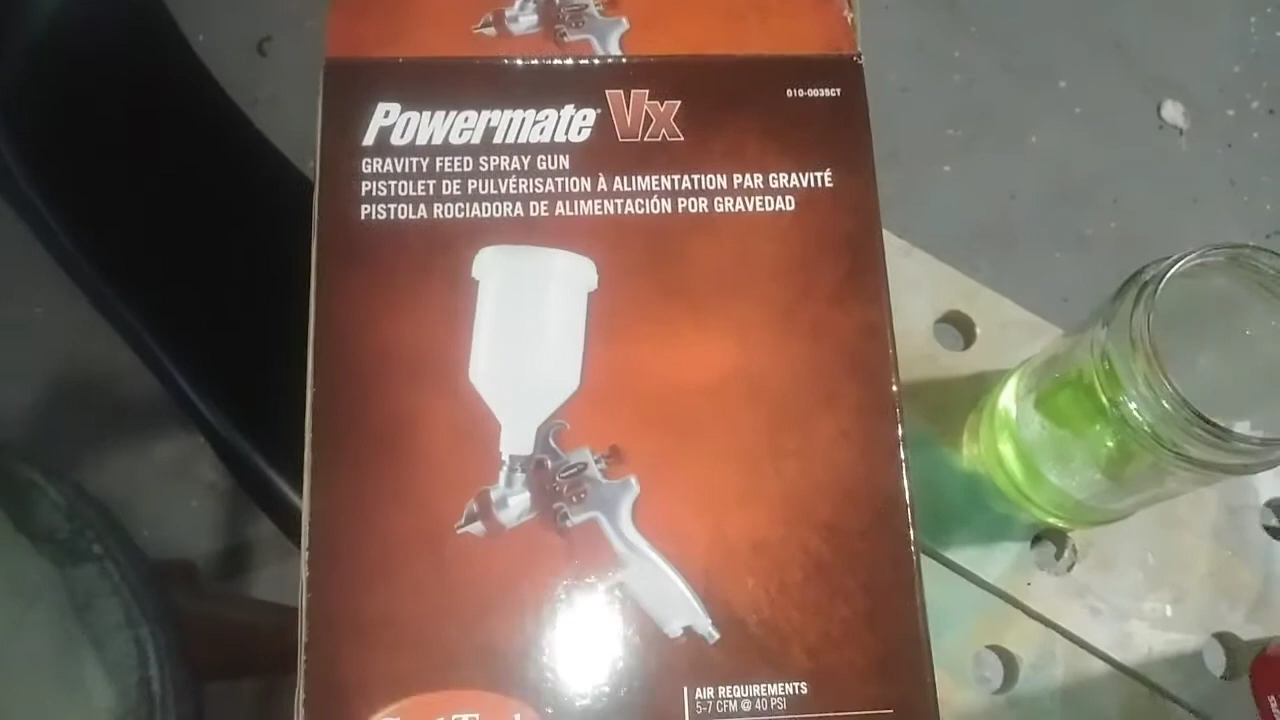 Powermate Vx
010-0035CT
GRAVITY FEED SPRAY GUN
PISTOLET DE PULVÉRISATION À ALIMENTATION PAR GRAVITÉ
PISTOLA ROCIADORA DE ALIMENTACIÓN POR GRAVEDAD
AIR REQUIREMENTS
5-7 CFM @ 40 PSI